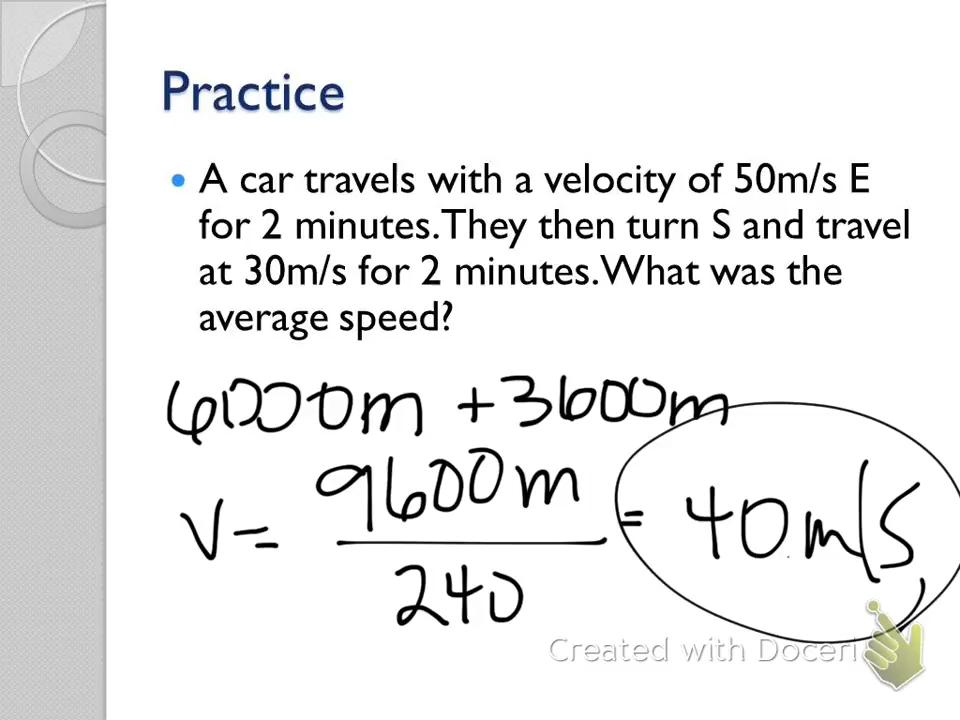 Practice
A car travels with a velocity of 50m/s E
for 2 minutes. They then turn S and travel
at 30m/s for 2 minutes. What was the
average speed?
6000m + 3600m
v = 9600m / 240 = 40 m/s
Created with Doceri